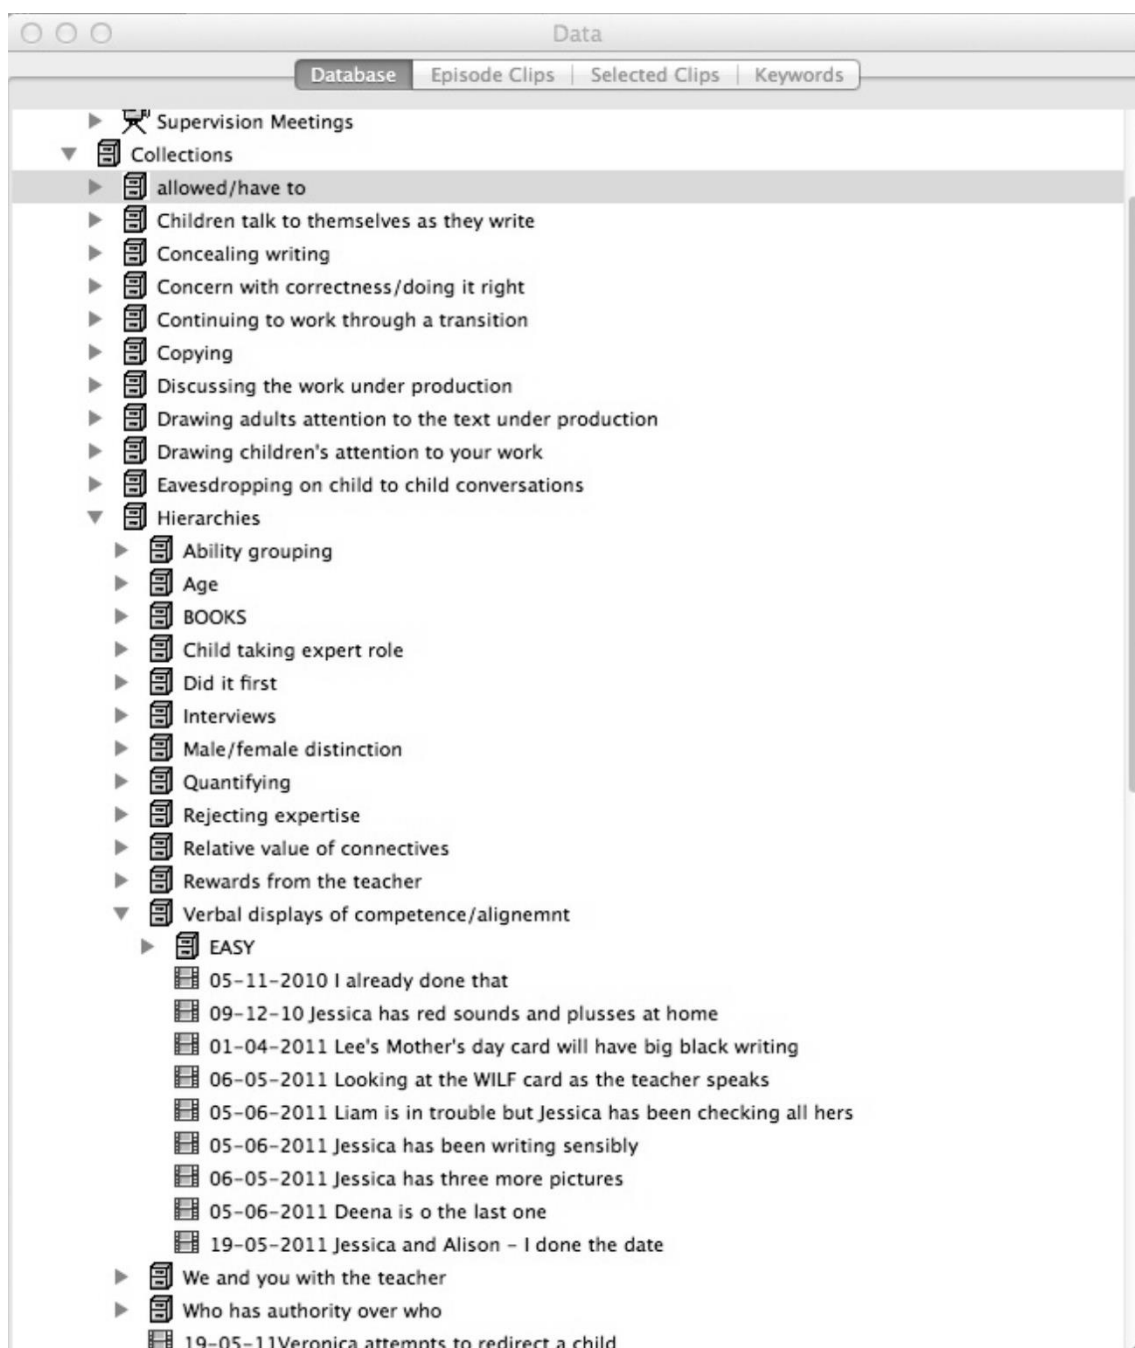 Data
Database Episode Clips Selected Clips Keywords
Supervision Meetings
Collections
allowed/have to
Children talk to themselves as they write
Concealing writing
Concern with correctness/doing it right
Continuing to work through a transition
Copying
Discussing the work under production
Drawing adults attention to the text under production
Drawing children's attention to your work
Eavesdropping on child to child conversations
Hierarchies
Ability grouping
Age
BOOKS
Child taking expert role
Did it first
Interviews
Male/female distinction
Quantifying
Rejecting expertise
Relative value of connectives
Rewards from the teacher
Verbal displays of competence/alignemnt
EASY
05-11-2010 I already done that
09-12-10 Jessica has red sounds and plusses at home
01-04-2011 Lee's Mother's day card will have big black writing
06-05-2011 Looking at the WILF card as the teacher speaks
05-06-2011 Liam is in trouble but Jessica has been checking all hers
05-06-2011 Jessica has been writing sensibly
06-05-2011 Jessica has three more pictures
05-06-2011 Deena is o the last one
19-05-2011 Jessica and Alison - I done the date
We and you with the teacher
Who has authority over who
19-05-11Veronica attempts to redirect a child